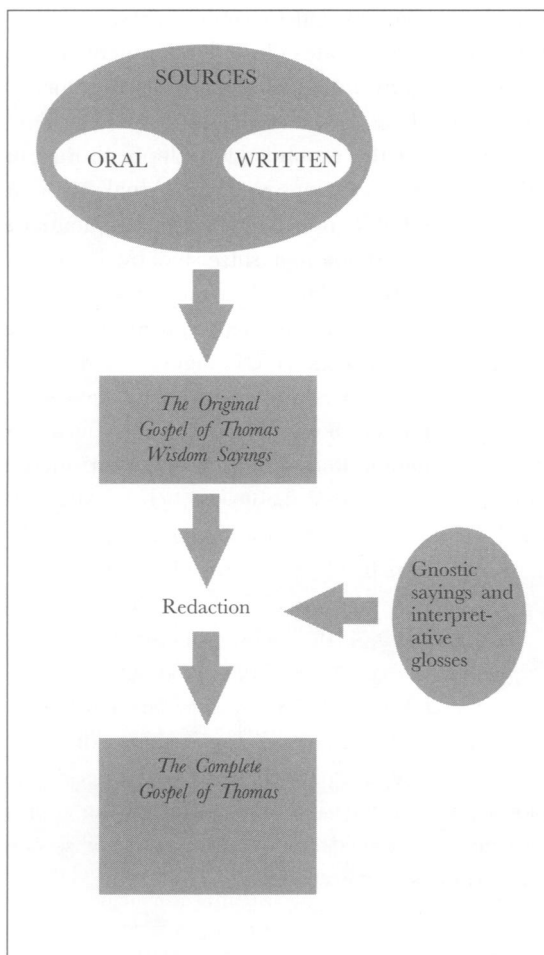 SOURCES
ORAL
WRITTEN
The Original
Gospel of Thomas
Wisdom Sayings
Redaction
Gnostic
sayings and
interpret-
ative
glosses
The Complete
Gospel of Thomas